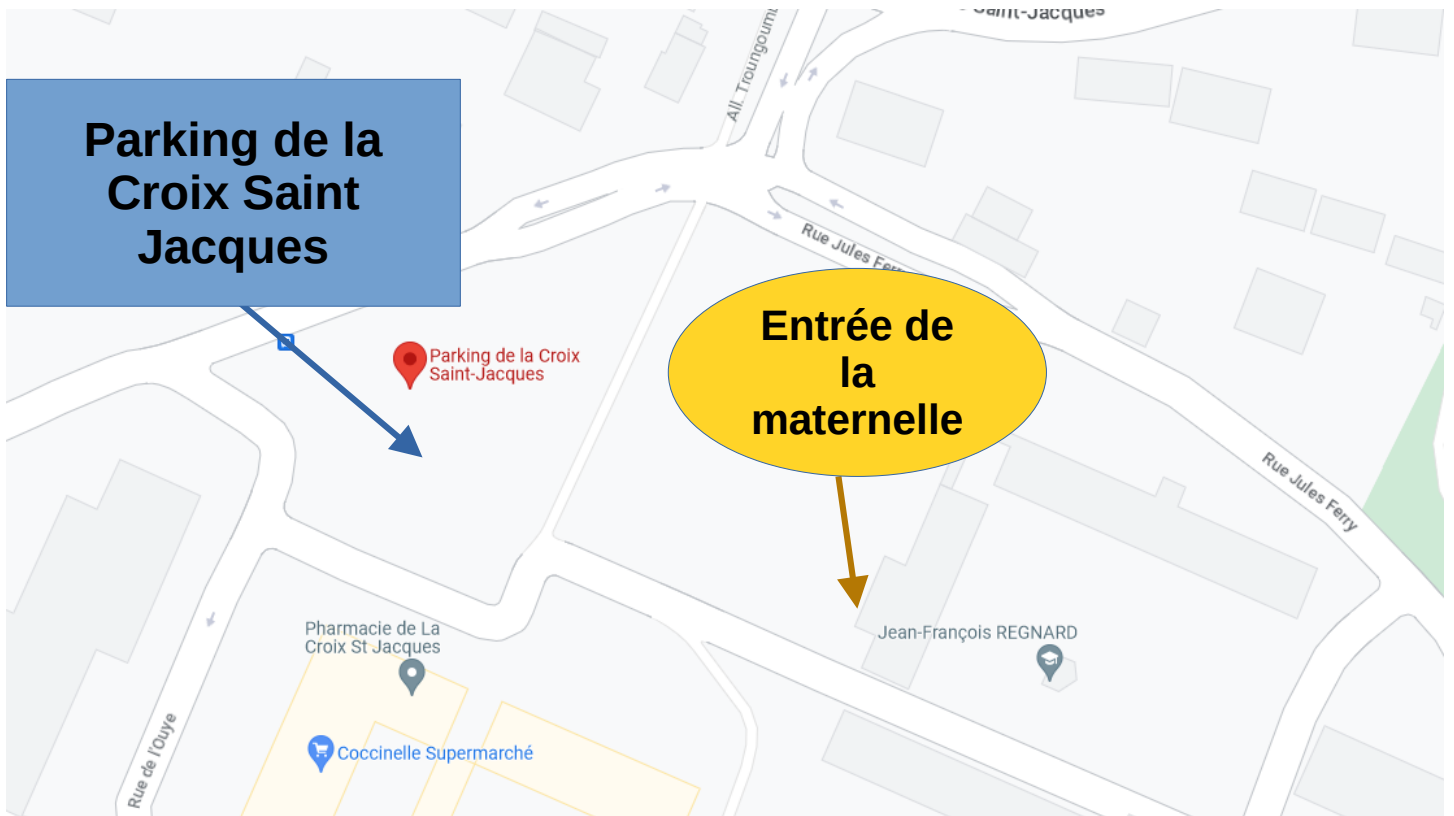 Saint-Jacques
All. Troungoum
Parking de la
Croix Saint
Jacques
Rue Jules Ferry
Entrée de
la
maternelle
Parking de la Croix
Saint-Jacques
Rue Jules Ferry
Pharmacie de La
Croix St Jacques
Jean-François REGNARD
Rue de l'Ouye
Coccinelle Supermarché